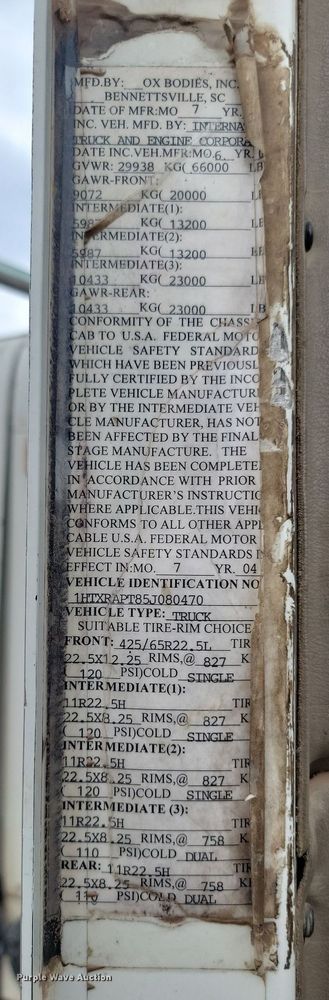 MFD.BY: OX BODIES, INC.
BENNETTSVILLE, SC
DATE OF MFR:MO 7 YR.
INC. VEH. MFD. BY: INTERNA
TRUCK AND ENGINE CORPORA
DATE INC.VEH.MFR:MO.6 YR.
GVWR: 29938 KG( 66000 LB
GAWR-FRONT:
9072 KG( 20000 LB
INTERMEDIATE(1):
5987 KG( 13200 LB
INTERMEDIATE(2):
5987 KG( 13200 LB
INTERMEDIATE(3):
10433 KG( 23000 LB
GAWR-REAR:
10433 KG( 23000 LB
CONFORMITY OF THE CHASSI
CAB TO U.S.A. FEDERAL MOTO
VEHICLE SAFETY STANDARD
WHICH HAVE BEEN PREVIOUSL
FULLY CERTIFIED BY THE INCO
PLETE VEHICLE MANUFACTUR
OR BY THE INTERMEDIATE VEH
CLE MANUFACTURER, HAS NOT
BEEN AFFECTED BY THE FINAL
STAGE MANUFACTURE. THE
VEHICLE HAS BEEN COMPLETE
IN ACCORDANCE WITH PRIOR
MANUFACTURER'S INSTRUCTIO
WHERE APPLICABLE.THIS VEHI
CONFORMS TO ALL OTHER APPL
CABLE U.S.A. FEDERAL MOTOR
VEHICLE SAFETY STANDARDS IN
EFFECT IN:MO. 7 YR. 04
VEHICLE IDENTIFICATION NO
1HTXRAPT85J080470
VEHICLE TYPE: TRUCK
SUITABLE TIRE-RIM CHOICE
FRONT: 425/65R22.5L TIR
22.5X12.25 RIMS,@ 827 K
( 120 PSI)COLD SINGLE
INTERMEDIATE(1):
11R22.5H TIR
22.5X8.25 RIMS,@ 827 K
( 120 PSI)COLD SINGLE
INTERMEDIATE(2):
11R22.5H TIR
22.5X8.25 RIMS,@ 827 K
( 120 PSI)COLD SINGLE
INTERMEDIATE (3):
11R22.5H TIR
22.5X8.25 RIMS,@ 758 K
( 110 PSI)COLD DUAL
REAR: 11R22.5H TIR
22.5X8.25 RIMS,@ 758 K
( 110 PSI)COLD DUAL
Purple Wave Auction